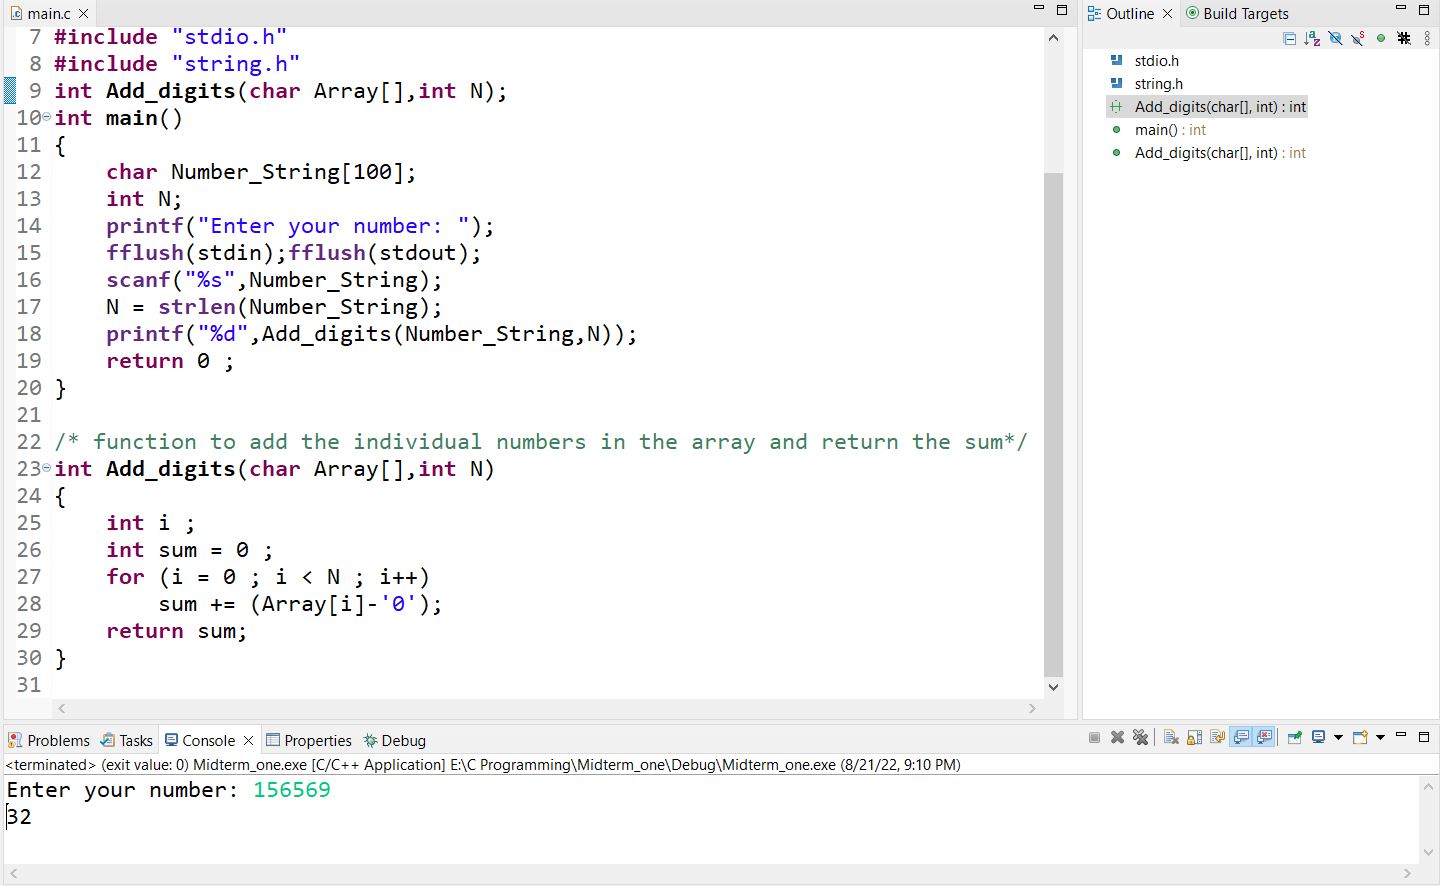 main.c
7 #include "stdio.h"
8 #include "string.h"
9 int Add_digits(char Array[],int N);
10 int main()
11 {
12     char Number_String[100];
13     int N;
14     printf("Enter your number: ");
15     fflush(stdin);fflush(stdout);
16     scanf("%s",Number_String);
17     N = strlen(Number_String);
18     printf("%d",Add_digits(Number_String,N));
19     return 0 ;
20 }
21
22 /* function to add the individual numbers in the array and return the sum*/
23 int Add_digits(char Array[],int N)
24 {
25     int i ;
26     int sum = 0 ;
27     for (i = 0 ; i < N ; i++)
28         sum += (Array[i]-'0');
29     return sum;
30 }
31
Outline Build Targets
stdio.h
string.h
Add_digits(char[], int) : int
main() : int
Add_digits(char[], int) : int
Problems Tasks Console Properties Debug
<terminated> (exit value: 0) Midterm_one.exe [C/C++ Application] E:\C Programming\Midterm_one\Debug\Midterm_one.exe (8/21/22, 9:10 PM)
Enter your number: 156569
32